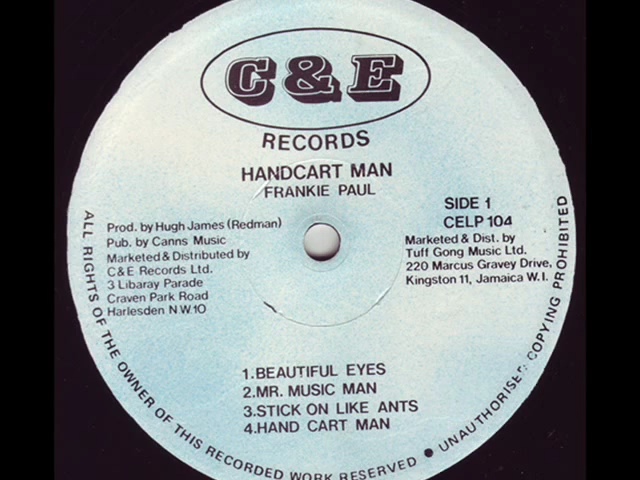 C & E
RECORDS
HANDCART MAN
FRANKIE PAUL
SIDE 1
CELP 104
Prod. by Hugh James (Redman)
Pub. by Canns Music
Marketed & Distributed by
C & E Records Ltd.
3 Libaray Parade
Craven Park Road
Harlesden N.W.10
Marketed & Dist. by
Tuff Gong Music Ltd.
220 Marcus Gravey Drive,
Kingston 11, Jamaica W.I.
1.BEAUTIFUL EYES
2.MR. MUSIC MAN
3.STICK ON LIKE ANTS
4.HAND CART MAN
ALL RIGHTS OF THE OWNER OF THIS RECORDED WORK RESERVED ● UNAUTHORISED COPYING PROHIBITED